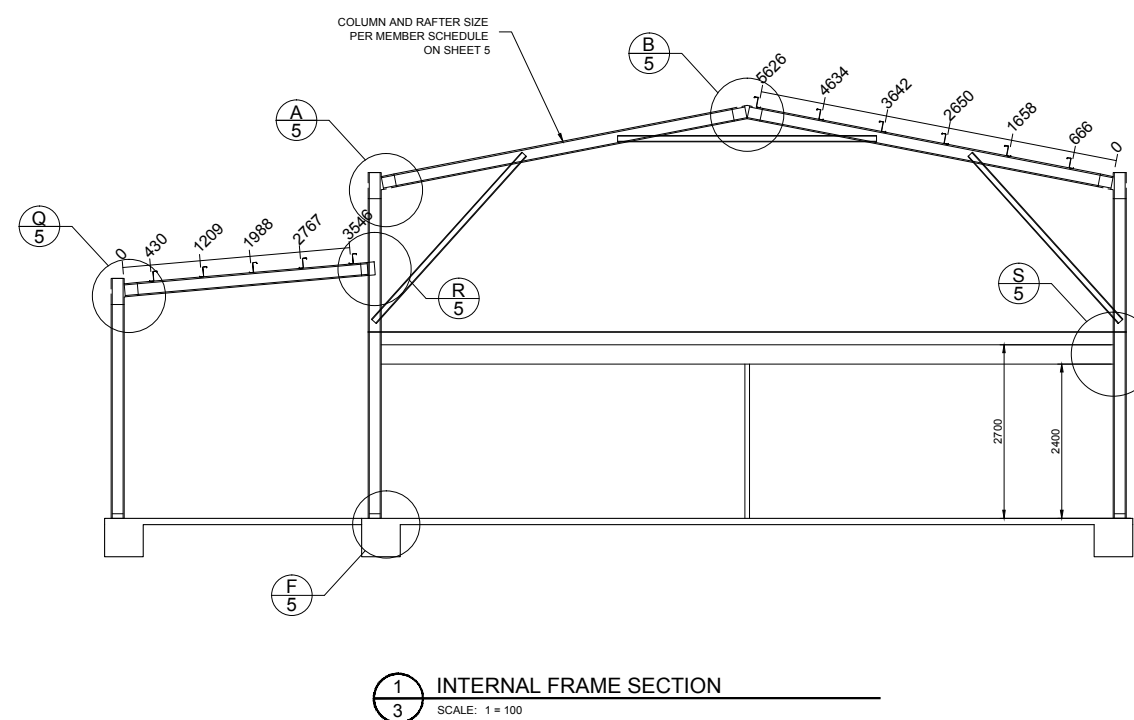 COLUMN AND RAFTER SIZE
PER MEMBER SCHEDULE
ON SHEET 5
B
5
5626
4634
3642
2650
1658
666
0
A
5
Q
5
0
430
1209
1988
2767
3546
R
5
S
5
2700
2400
F
5
1
3
INTERNAL FRAME SECTION
SCALE: 1 = 100